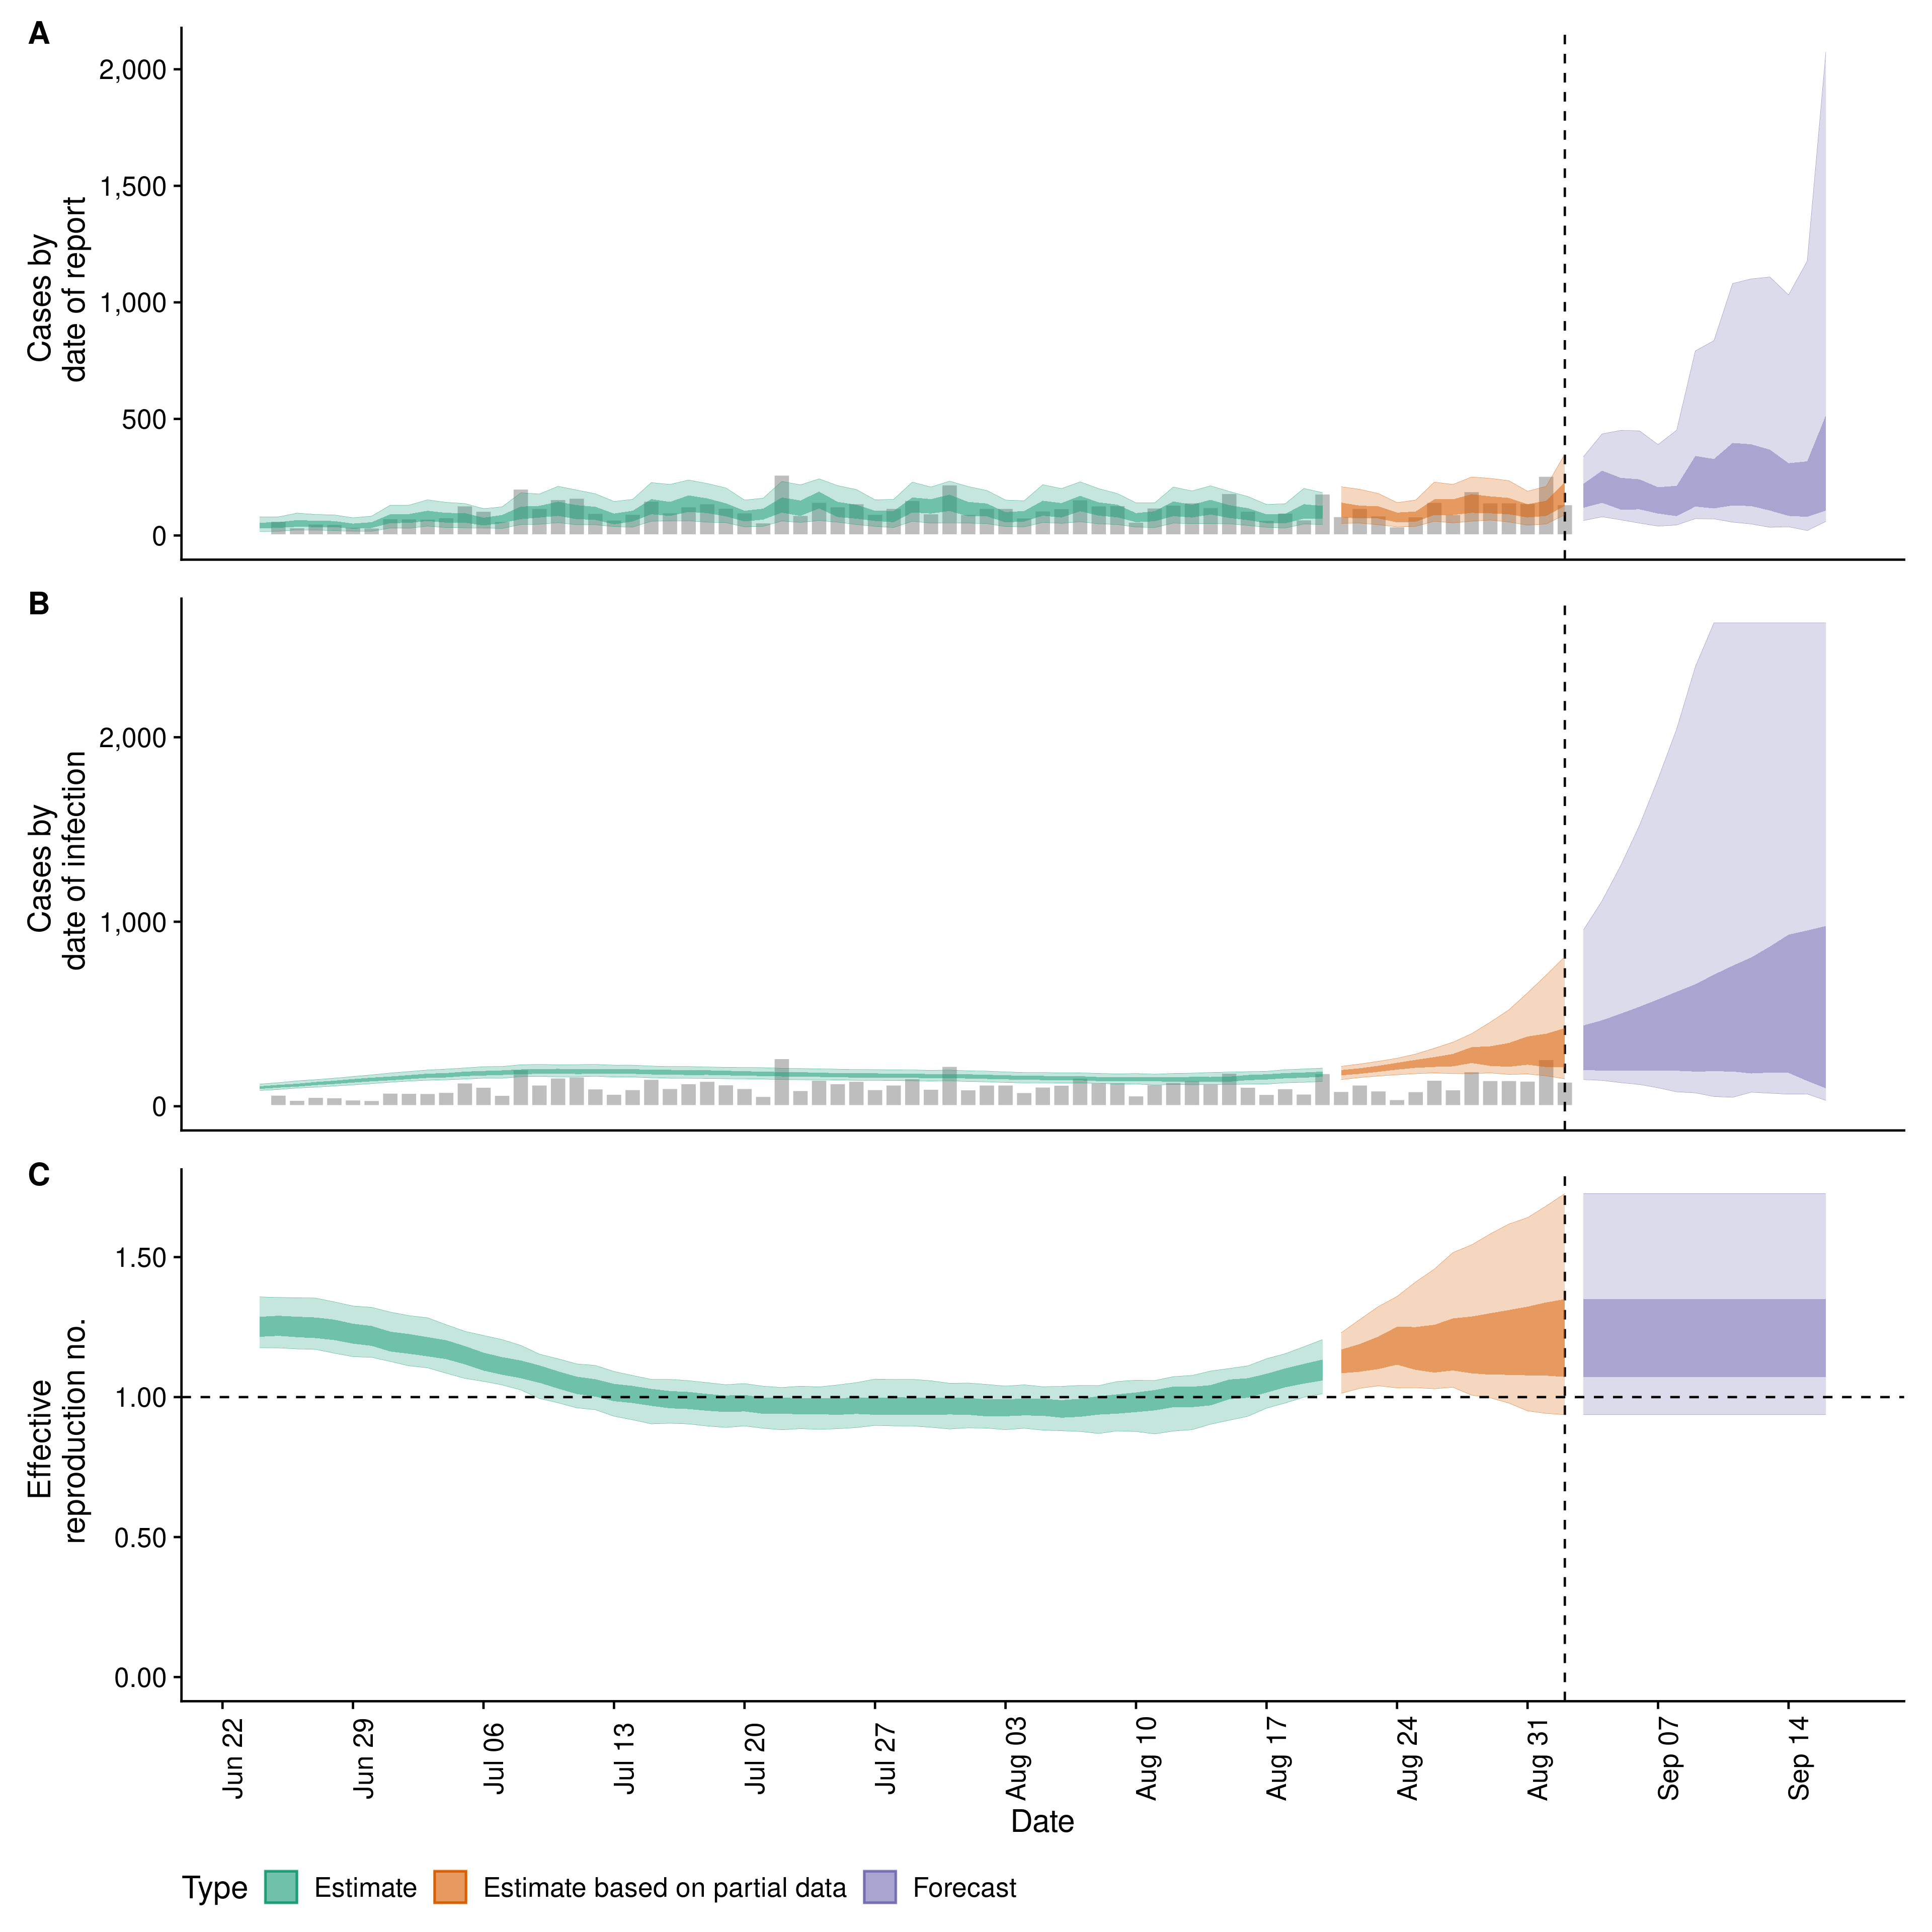 A
Cases by
date of report
2,000
1,500
1,000
500
0
B
Cases by
date of infection
2,000
1,000
0
C
Effective
reproduction no.
1.50
1.00
0.50
0.00
Jun 22
Jun 29
Jul 06
Jul 13
Jul 20
Jul 27
Aug 03
Aug 10
Aug 17
Aug 24
Aug 31
Sep 07
Sep 14
Date
Type Estimate Estimate based on partial data Forecast